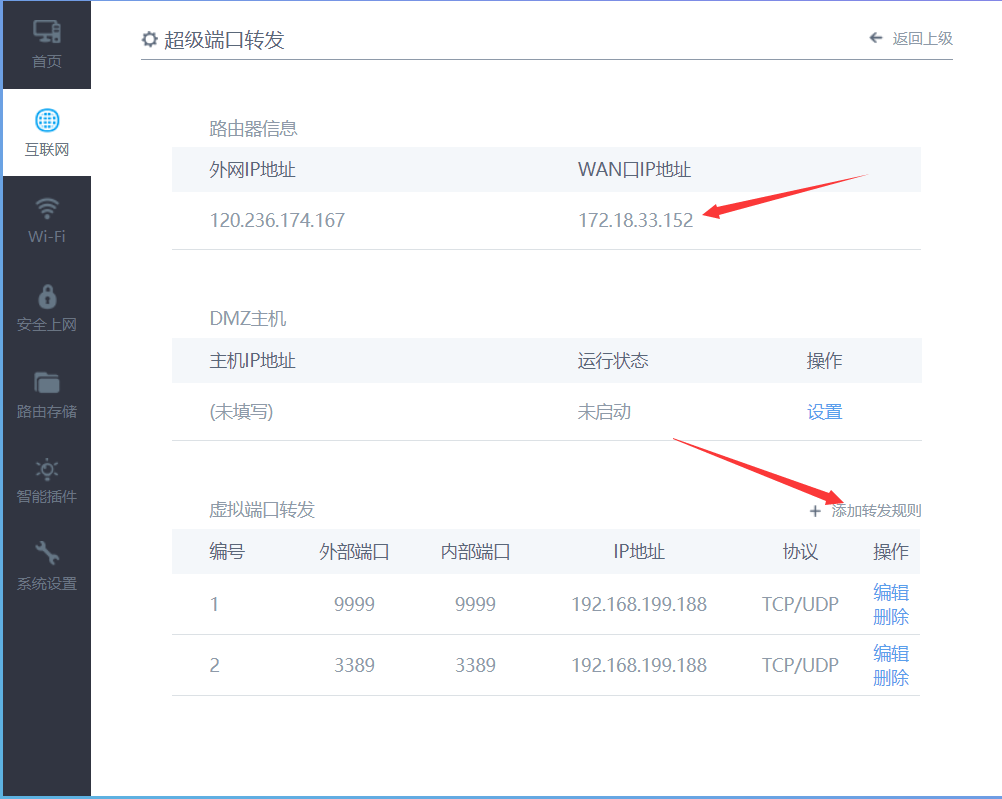 首页
互联网
Wi-Fi
安全上网
路由存储
智能插件
系统设置
超级端口转发 返回上级
路由器信息
外网IP地址 WAN口IP地址
120.236.174.167 172.18.33.152
DMZ主机
主机IP地址 运行状态 操作
(未填写) 未启动 设置
虚拟端口转发 + 添加转发规则
编号 外部端口 内部端口 IP地址 协议 操作
1 9999 9999 192.168.199.188 TCP/UDP 编辑
删除
2 3389 3389 192.168.199.188 TCP/UDP 编辑
删除